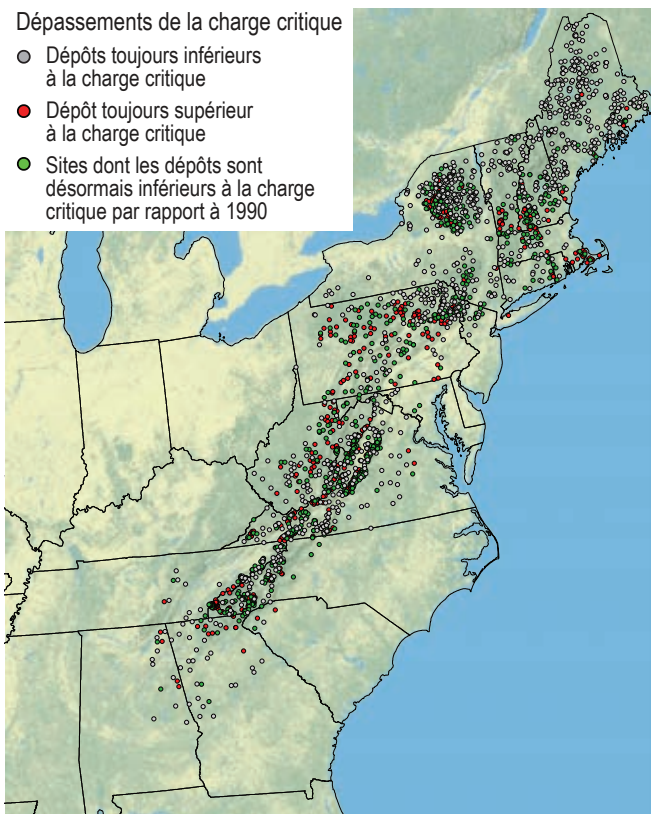 Dépassements de la charge critique
Dépôts toujours inférieurs
à la charge critique
Dépôt toujours supérieur
à la charge critique
Sites dont les dépôts sont
désormais inférieurs à la charge
critique par rapport à 1990